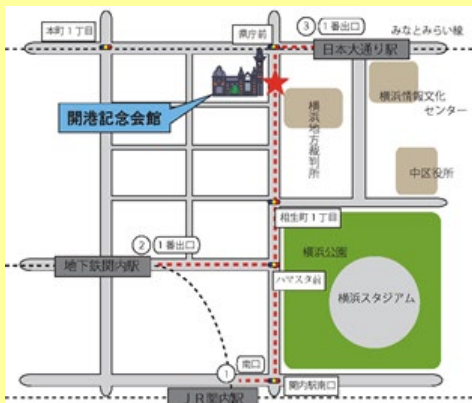 ③ 1番出口
みなとみらい線
本町1丁目
県庁前
日本大通り駅
開港記念会館
横浜地方裁判所
横浜情報文化
センター
中区役所
相生町1丁目
② 1番出口
地下鉄関内駅
横浜公園
ハマスタ前
横浜スタジアム
① 南口
関内駅南口
JR関内駅